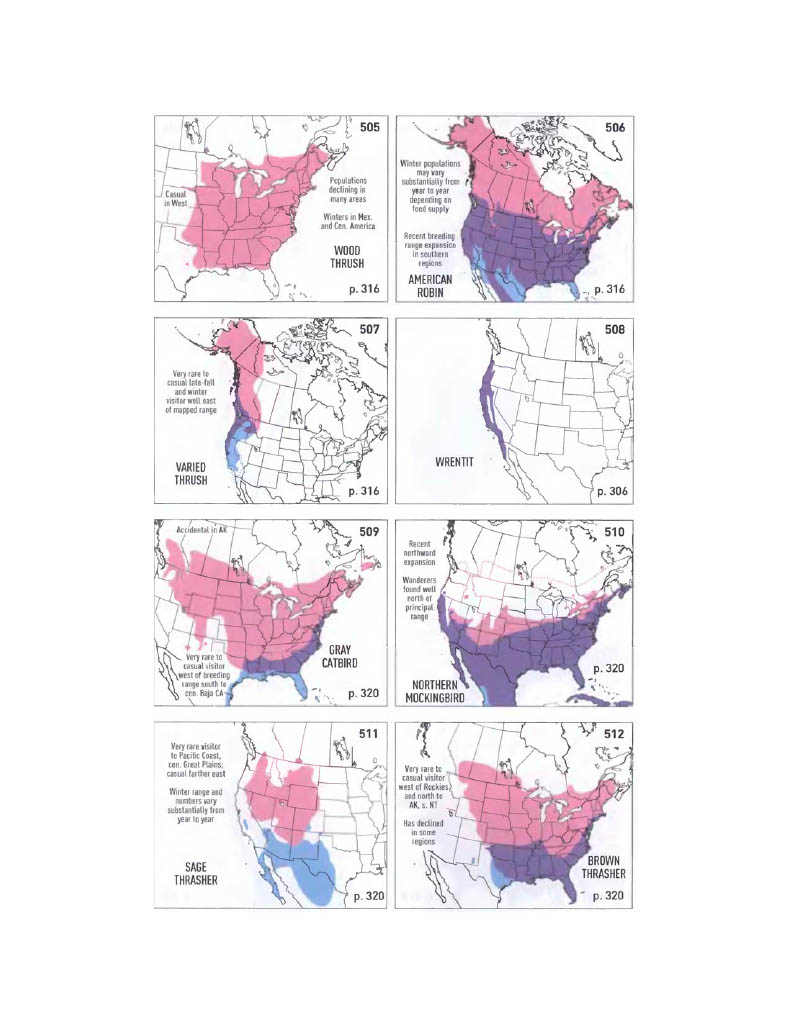 505
Casual
in West
Populations
declining in
many areas
Winters in Mex.
and Cen. America
WOOD
THRUSH
p. 316
506
Winter populations
may vary
substantially from
year to year
depending on
food supply
Recent breeding
range expansion
in southern
regions
AMERICAN
ROBIN
p. 316
507
Very rare to
casual late-fall
and winter
visitor well east
of mapped range
VARIED
THRUSH
p. 316
508
WRENTIT
p. 306
509
Accidental in AK
Very rare to
casual visitor
west of breeding
range south to
cen. Baja CA
GRAY
CATBIRD
p. 320
510
Recent
northward
expansion
Wanderers
found well
north of
principal
range
NORTHERN
MOCKINGBIRD
p. 320
511
Very rare visitor
to Pacific Coast,
cen. Great Plains;
casual farther east
Winter range and
numbers vary
substantially from
year to year
SAGE
THRASHER
p. 320
512
Very rare to
casual visitor
west of Rockies
and north to
AK, s. NT
Has declined
in some
regions
BROWN
THRASHER
p. 320